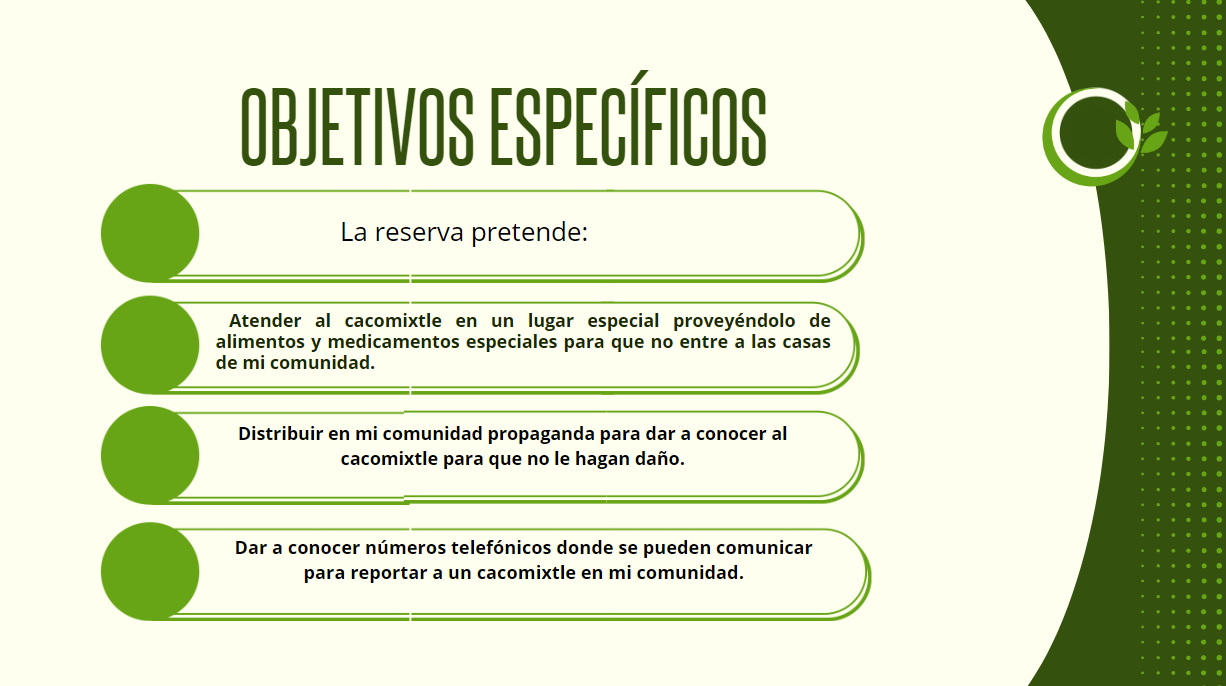 OBJETIVOS ESPECÍFICOS
La reserva pretende:
Atender al cacomixtle en un lugar especial proveyéndolo de
alimentos y medicamentos especiales para que no entre a las casas
de mi comunidad.
Distribuir en mi comunidad propaganda para dar a conocer al
cacomixtle para que no le hagan daño.
Dar a conocer números telefónicos donde se pueden comunicar
para reportar a un cacomixtle en mi comunidad.